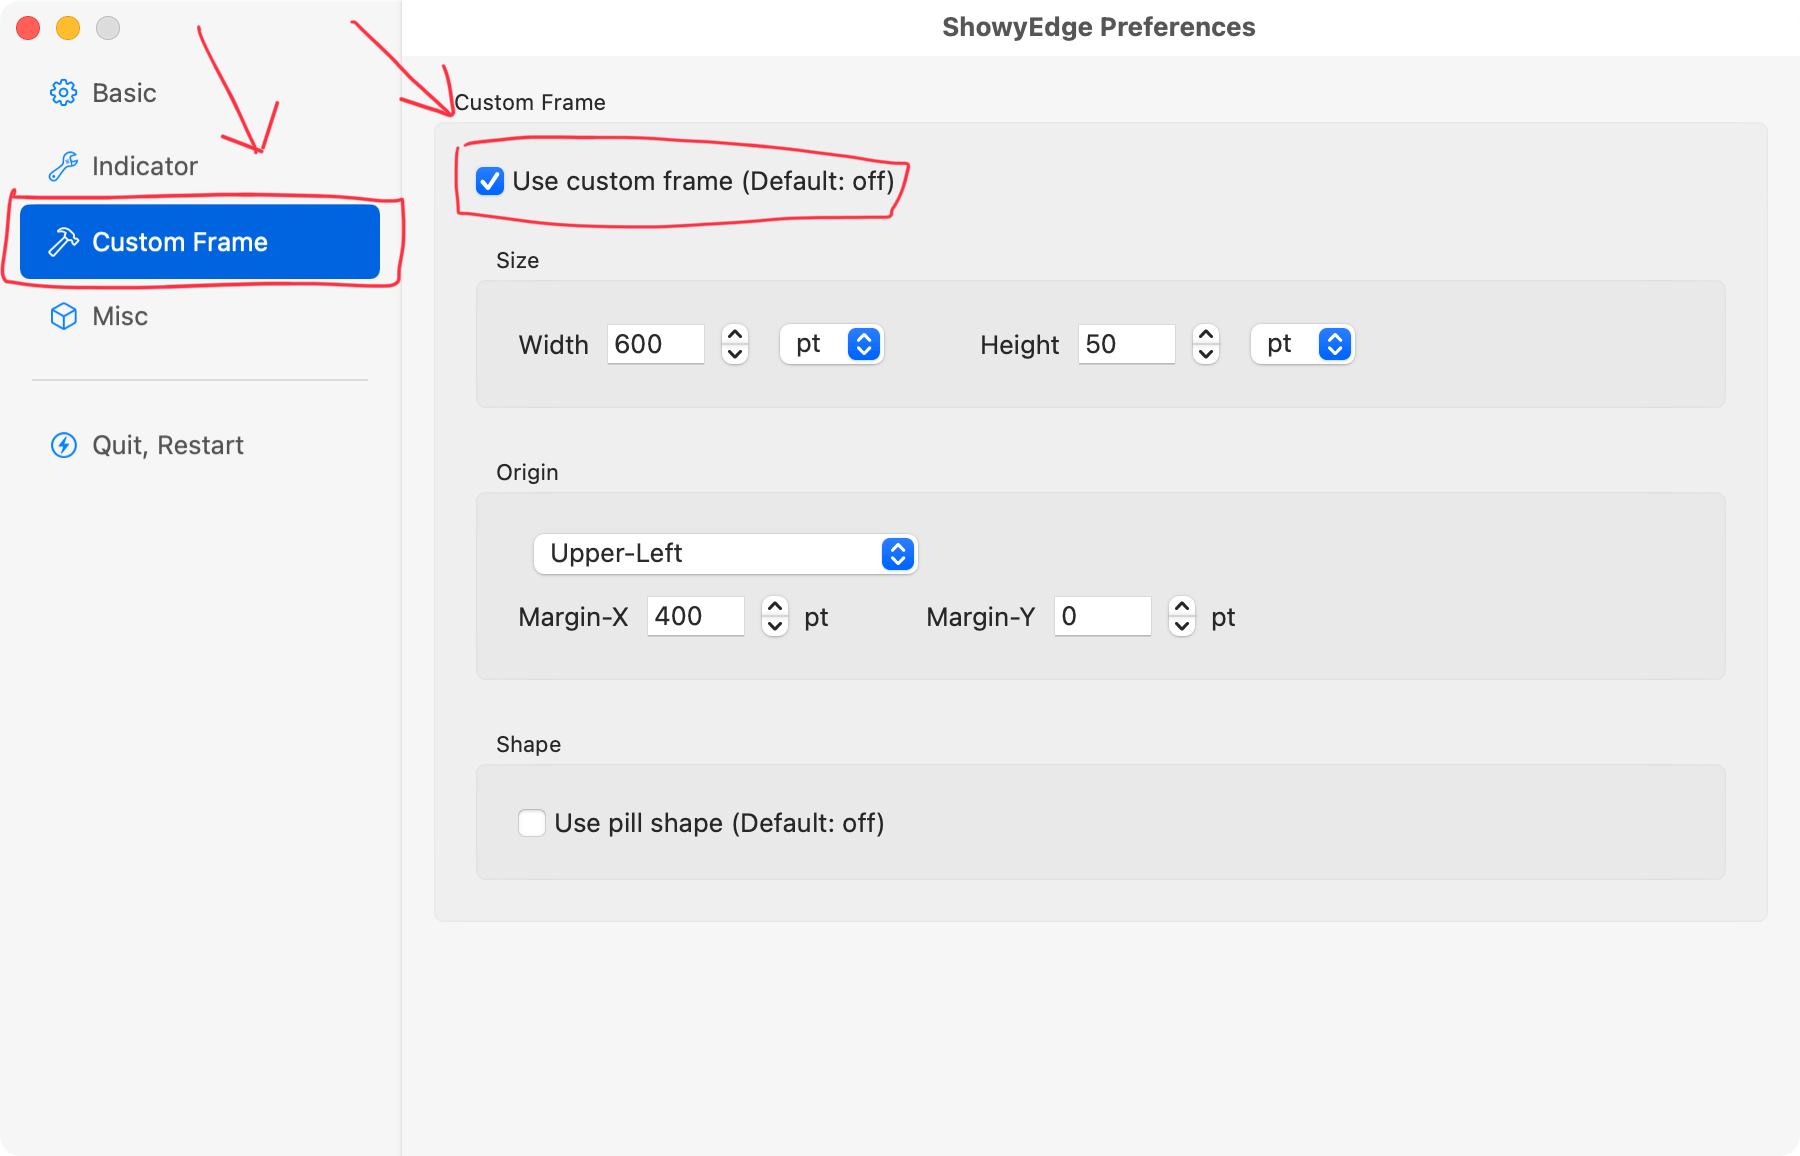 ShowyEdge Preferences
Basic
Indicator
Custom Frame
Misc
Quit, Restart
Custom Frame
Use custom frame (Default: off)
Size
Width 600 pt Height 50 pt
Origin
Upper-Left
Margin-X 400 pt Margin-Y 0 pt
Shape
Use pill shape (Default: off)